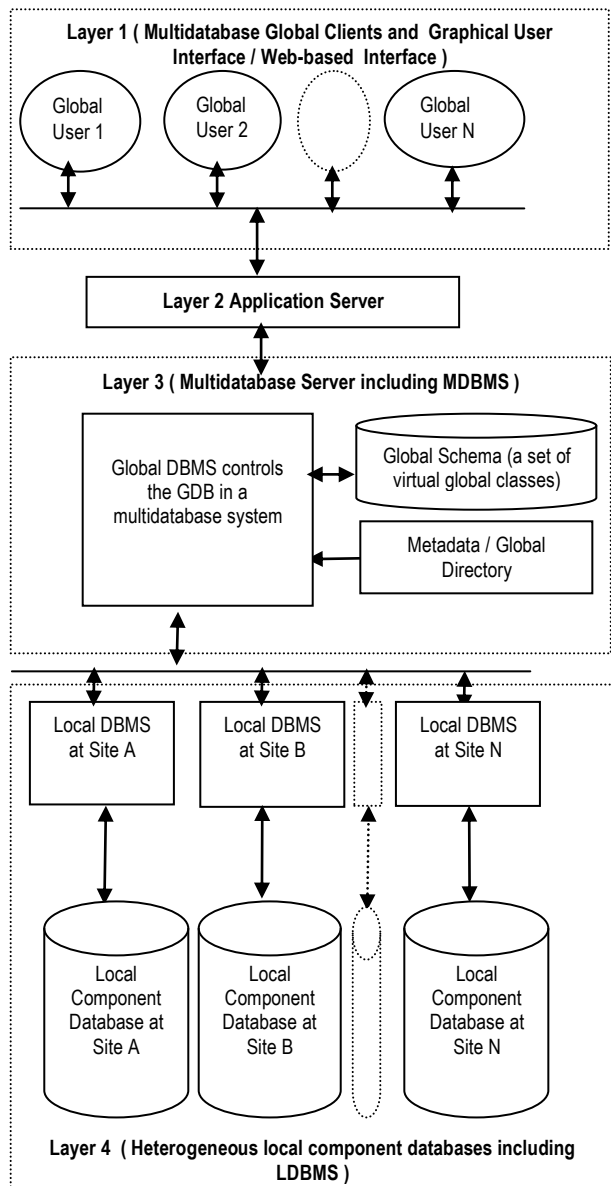 Layer 1 ( Multidatabase Global Clients and Graphical User
Interface / Web-based Interface )
Global
User 1
Global
User 2
Global
User N
Layer 2 Application Server
Layer 3 ( Multidatabase Server including MDBMS )
Global DBMS controls
the GDB in a
multidatabase system
Global Schema (a set of
virtual global classes)
Metadata / Global
Directory
Local DBMS
at Site A
Local DBMS
at Site B
Local DBMS
at Site N
Local
Component
Database at
Site A
Local
Component
Database at
Site B
Local
Component
Database at
Site N
Layer 4 ( Heterogeneous local component databases including
LDBMS )